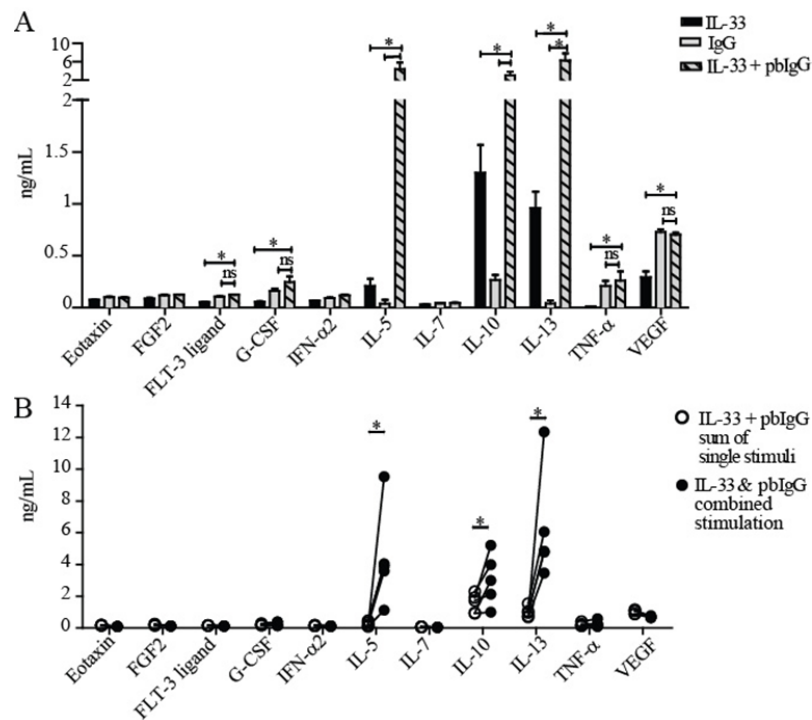 A
IL-33
IgG
IL-33 + pbIgG
10
6
2
2
1.5
1
0.5
0
ng/mL
* * * * * * * *
ns ns ns ns
Eotaxin FGF2 FLT-3 ligand G-CSF IFN-α2 IL-5 IL-7 IL-10 IL-13 TNF-α VEGF
B
14
12
10
8
6
4
2
0
ng/mL
* * *
IL-33 + pbIgG
sum of
single stimuli
IL-33 & pbIgG
combined
stimulation
Eotaxin FGF2 FLT-3 ligand G-CSF IFN-α2 IL-5 IL-7 IL-10 IL-13 TNF-α VEGF